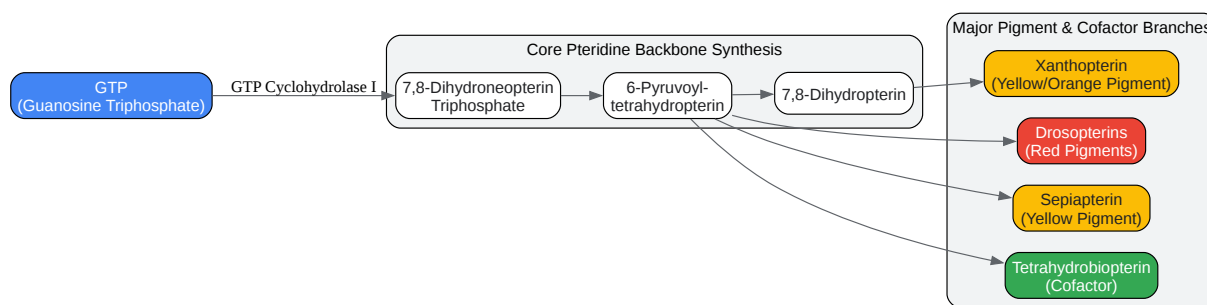 GTP
(Guanosine Triphosphate)
GTP Cyclohydrolase I
Core Pteridine Backbone Synthesis
7,8-Dihydroneopterin
Triphosphate
6-Pyruvoyl-
tetrahydropterin
7,8-Dihydropterin
Major Pigment & Cofactor Branches
Xanthopterin
(Yellow/Orange Pigment)
Drosopterins
(Red Pigments)
Sepiapterin
(Yellow Pigment)
Tetrahydrobiopterin
(Cofactor)